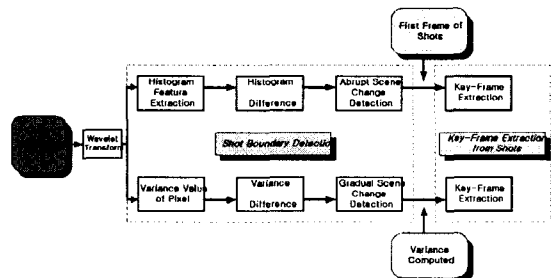 First Frame of
Shots
Histogram
Feature
Extraction
Histogram
Difference
Abrupt Scene
Change
Detection
Key-Frame
Extraction
Wavelet
Transform
Shot Boundary Detection
Key-Frame Extraction
from Shots
Variance Value
of Pixel
Variance
Difference
Gradual Scene
Change
Detection
Key-Frame
Extraction
Variance
Computed